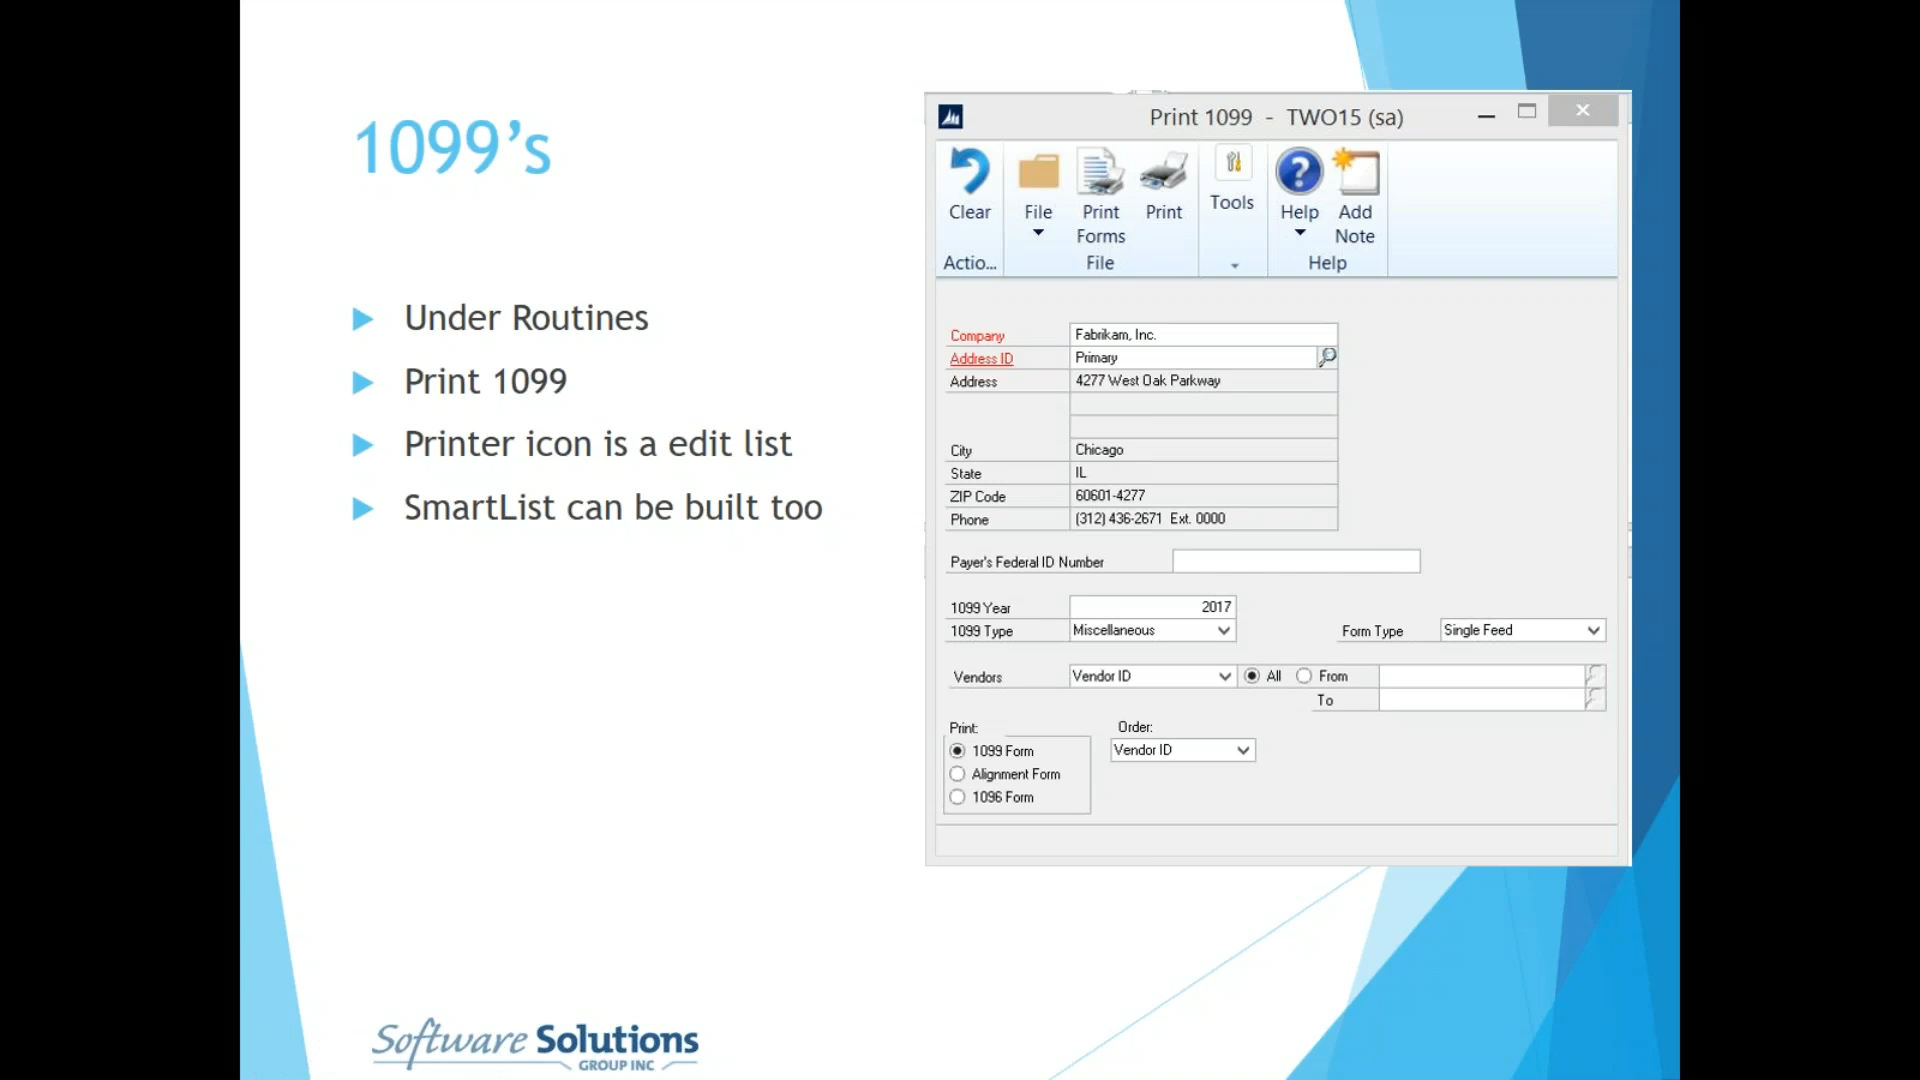 1099’s
Under Routines
Print 1099
Printer icon is a edit list
SmartList can be built too
Print 1099 - TWO15 (sa)
Clear
File
Print Forms
Print
Tools
Help
Add Note
Actio...
File
Help
Company Fabrikam, Inc.
Address ID Primary
Address 4277 West Oak Parkway
City Chicago
State IL
ZIP Code 60601-4277
Phone (312) 436-2671 Ext. 0000
Payer's Federal ID Number
1099 Year 2017
1099 Type Miscellaneous Form Type Single Feed
Vendors Vendor ID All From
To
Print: Order:
1099 Form Vendor ID
Alignment Form
1096 Form
Software Solutions
GROUP INC